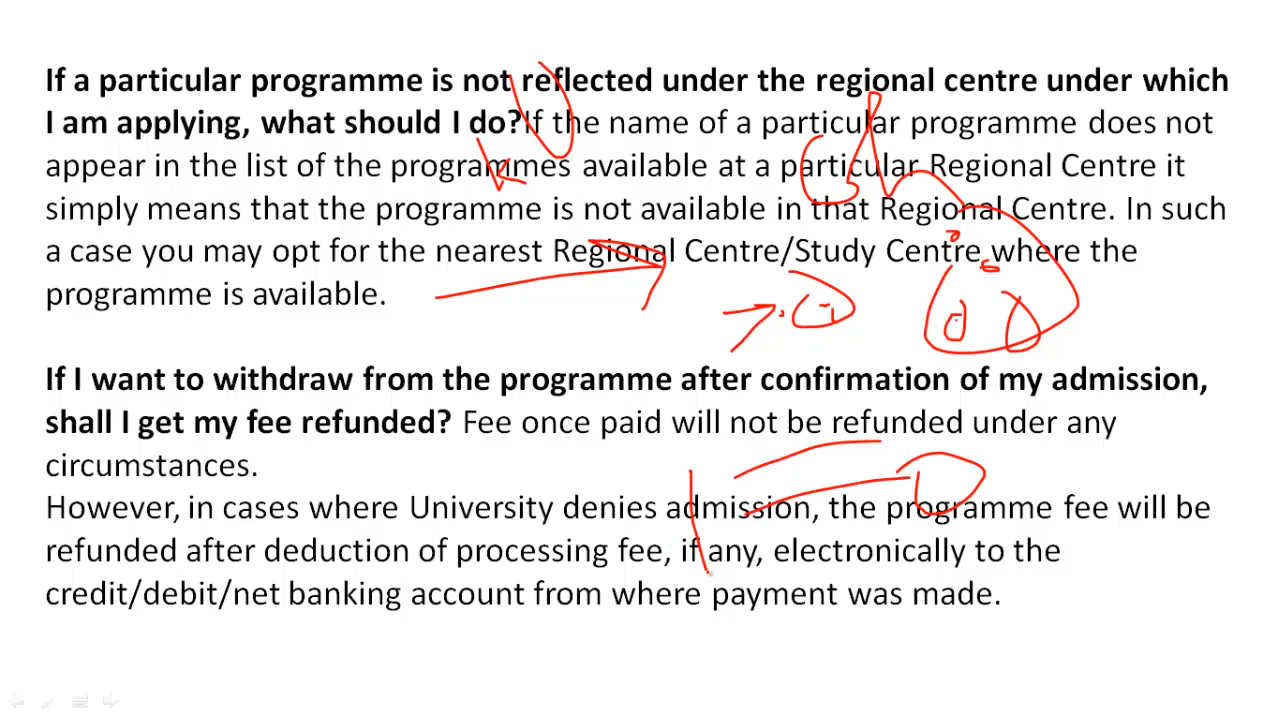 If a particular programme is not reflected under the regional centre under which
I am applying, what should I do?If the name of a particular programme does not
appear in the list of the programmes available at a particular Regional Centre it
simply means that the programme is not available in that Regional Centre. In such
a case you may opt for the nearest Regional Centre/Study Centre where the
programme is available.
If I want to withdraw from the programme after confirmation of my admission,
shall I get my fee refunded? Fee once paid will not be refunded under any
circumstances.
However, in cases where University denies admission, the programme fee will be
refunded after deduction of processing fee, if any, electronically to the
credit/debit/net banking account from where payment was made.